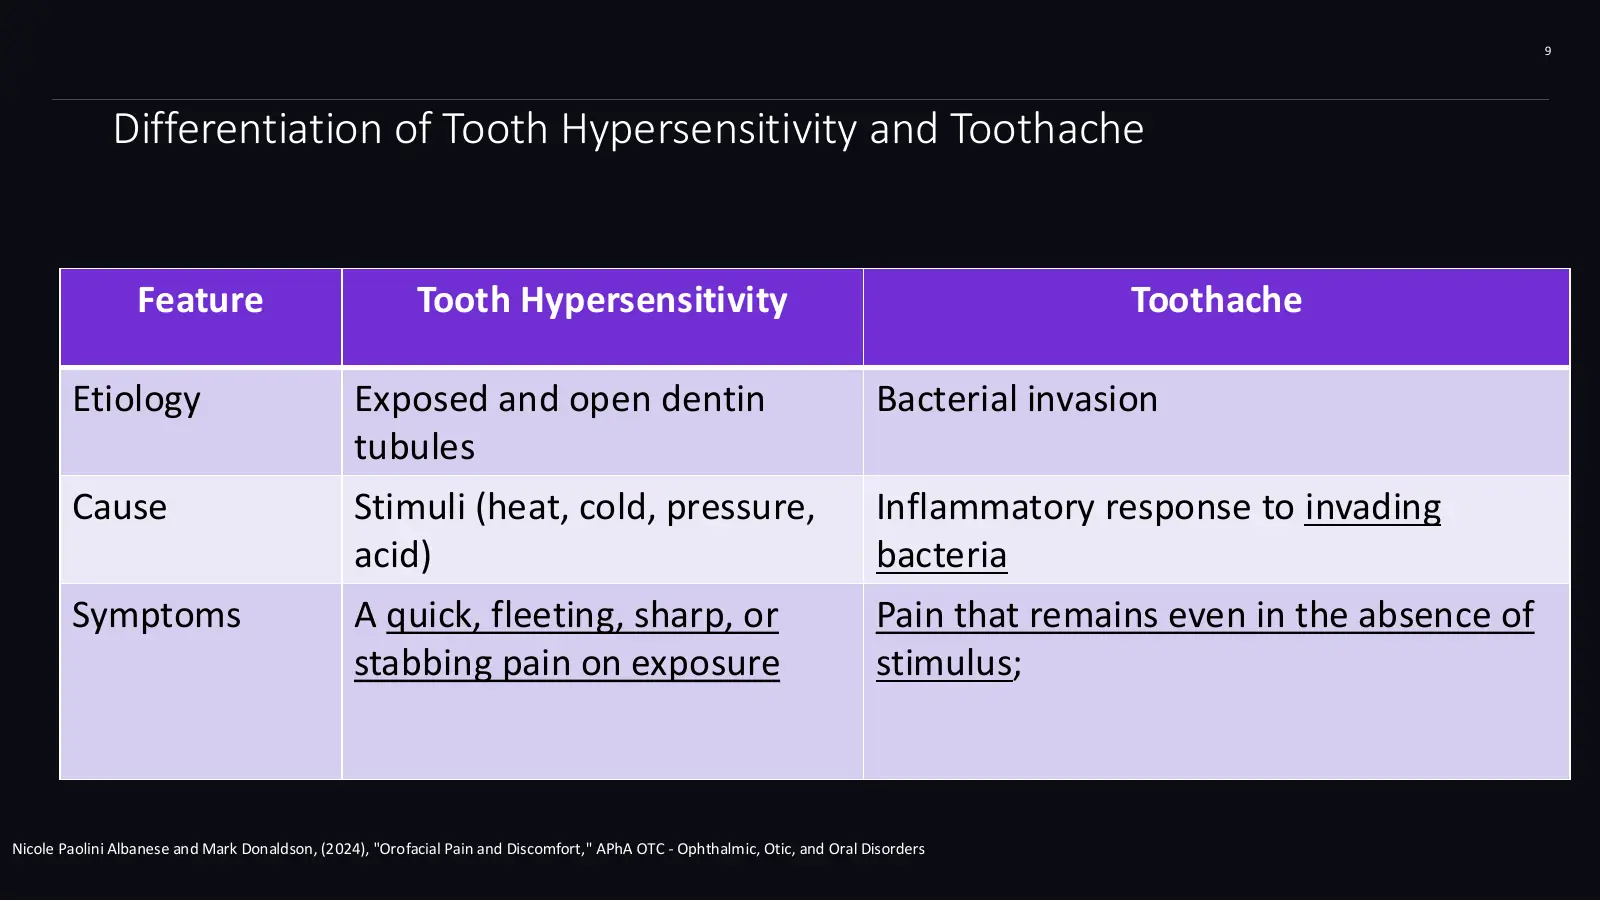 9
Differentiation of Tooth Hypersensitivity and Toothache
Feature
Tooth Hypersensitivity
Toothache
Etiology
Exposed and open dentin
tubules
Bacterial invasion
Cause
Stimuli (heat, cold, pressure,
acid)
Inflammatory response to invading
bacteria
Symptoms
A quick, fleeting, sharp, or
stabbing pain on exposure
Pain that remains even in the absence of
stimulus;
Nicole Paolini Albanese and Mark Donaldson, (2024), "Orofacial Pain and Discomfort," APhA OTC - Ophthalmic, Otic, and Oral Disorders